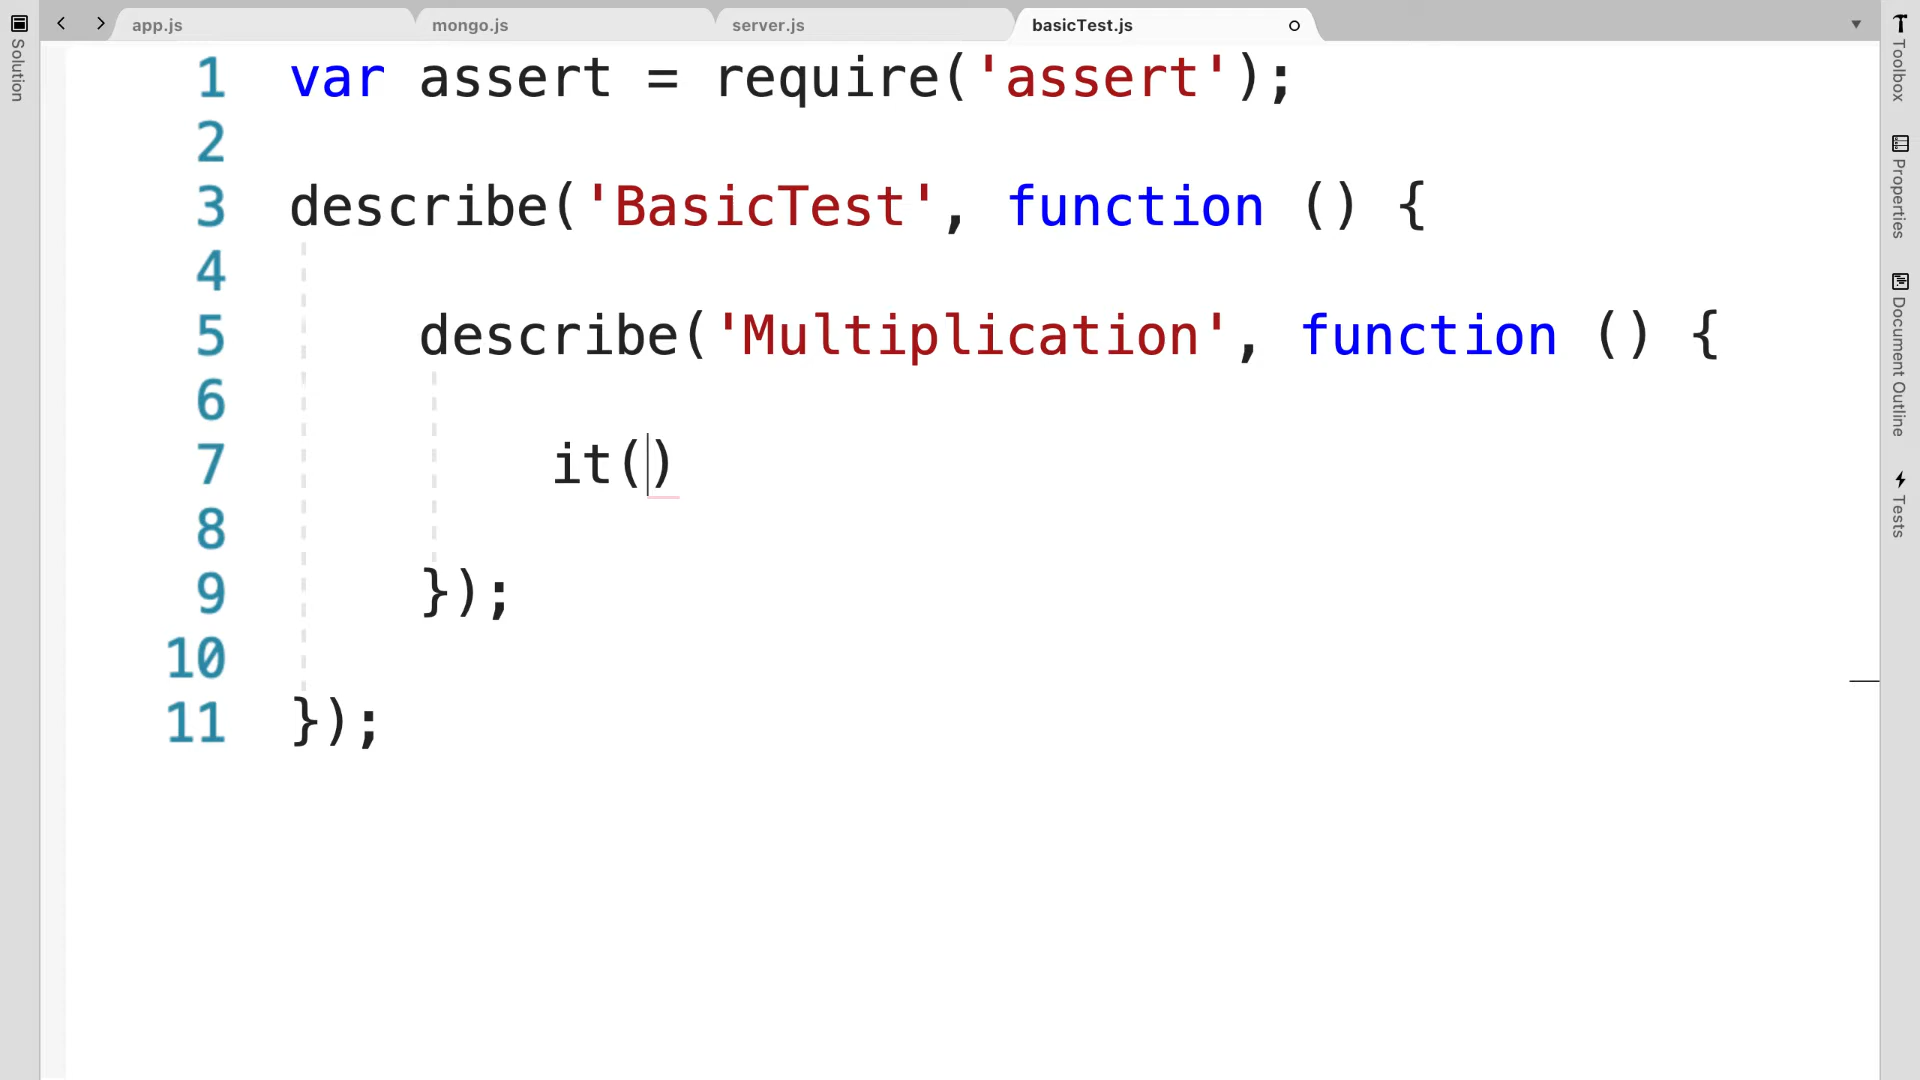 Solution
app.js
mongo.js
server.js
basicTest.js
1 var assert = require('assert');
2
3 describe('BasicTest', function () {
4
5 describe('Multiplication', function () {
6
7 it()
8
9 });
10
11 });
Toolbox
Properties
Document Outline
Tests